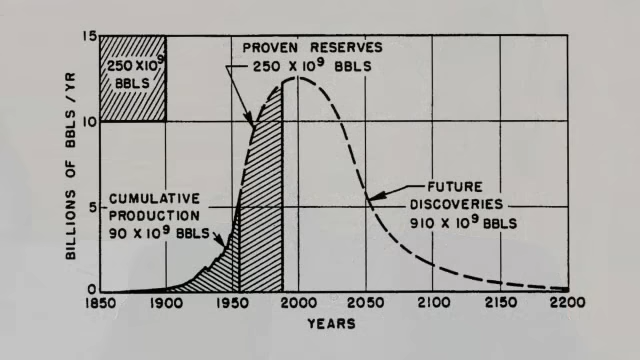 15
250 X10⁹
BBLS
PROVEN RESERVES
250 X 10⁹ BBLS
10
BILLIONS OF BBLS / YR
CUMULATIVE
PRODUCTION
90 X 10⁹ BBLS
FUTURE
DISCOVERIES
910 X 10⁹ BBLS
5
0
1850 1900 1950 2000 2050 2100 2150 2200
YEARS